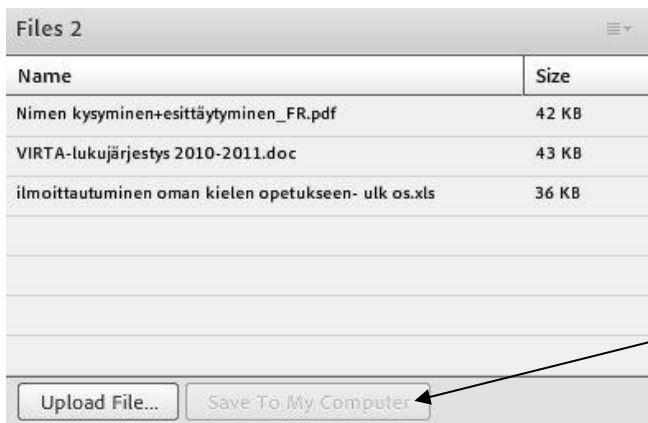 Files 2
Name Size
Nimen kysyminen+esittäytyminen_FR.pdf 42 KB
VIRTA-lukujärjestys 2010-2011.doc 43 KB
ilmoittautuminen oman kielen opetukseen- ulk os.xls 36 KB
Upload File... Save To My Computer